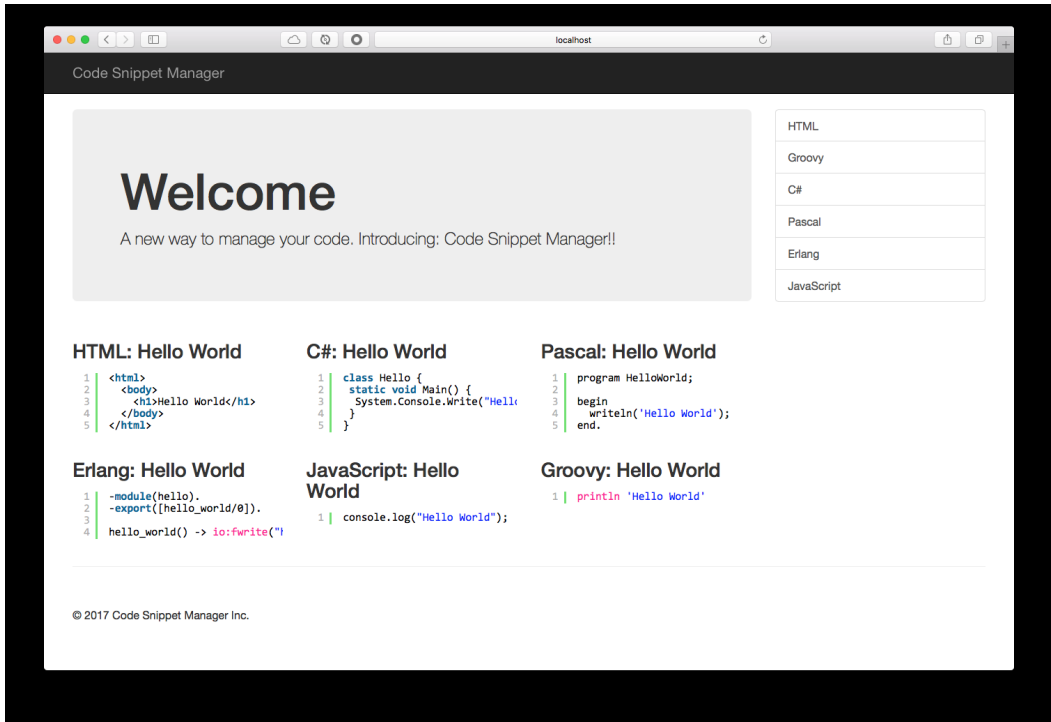 localhost
Code Snippet Manager
Welcome
A new way to manage your code. Introducing: Code Snippet Manager!!
HTML
Groovy
C#
Pascal
Erlang
JavaScript
HTML: Hello World
1 <html>
2   <body>
3     <h1>Hello World</h1>
4   </body>
5 </html>
C#: Hello World
1 class Hello {
2  static void Main() {
3   System.Console.Write("Hello
4  }
5 }
Pascal: Hello World
1 program HelloWorld;
2
3 begin
4   writeln('Hello World');
5 end.
Erlang: Hello World
1 -module(hello).
2 -export([hello_world/0]).
3
4 hello_world() -> io:fwrite("h
JavaScript: Hello
World
1 console.log("Hello World");
Groovy: Hello World
1 println 'Hello World'
© 2017 Code Snippet Manager Inc.